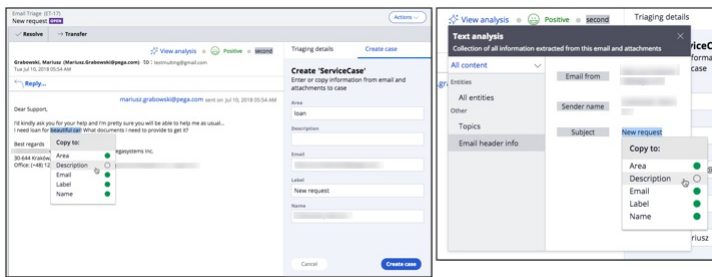 Email Triage (ET-17)
New request OPEN
Actions
Resolve
Transfer
View analysis Positive second
Grabowski, Mariusz (Mariusz.Grabowski@pega.com) to : testmulting@gmail.com
Tue Jul 10, 2018 05:54 AM
Reply...
mariusz.grabowski@pega.com sent on Jul 10, 2018 05:54 AM
Dear Support,
I'd kindly ask you for your help and I'm pretty sure you will be able to help me as usual...
I need loan for beautiful car What documents I need to provide to get it?
Best regards
egasystems Inc.
30-644 Kraków,
Office: (+48) 12
Copy to:
Area
Description
Email
Label
Name
Triaging details
Create case
Create 'ServiceCase'
Enter or copy information from email and
attachments to case
Area
loan
Description
Email
Label
New request
Name
Cancel
Create case
View analysis Positive second
Triaging details
Text analysis
Collection of all information extracted from this email and attachments
All content
Entities
All entities
Other
Topics
Email header info
Email from
Sender name
Subject
New request
Copy to:
Area
Description
Email
Label
Name
case
riusz